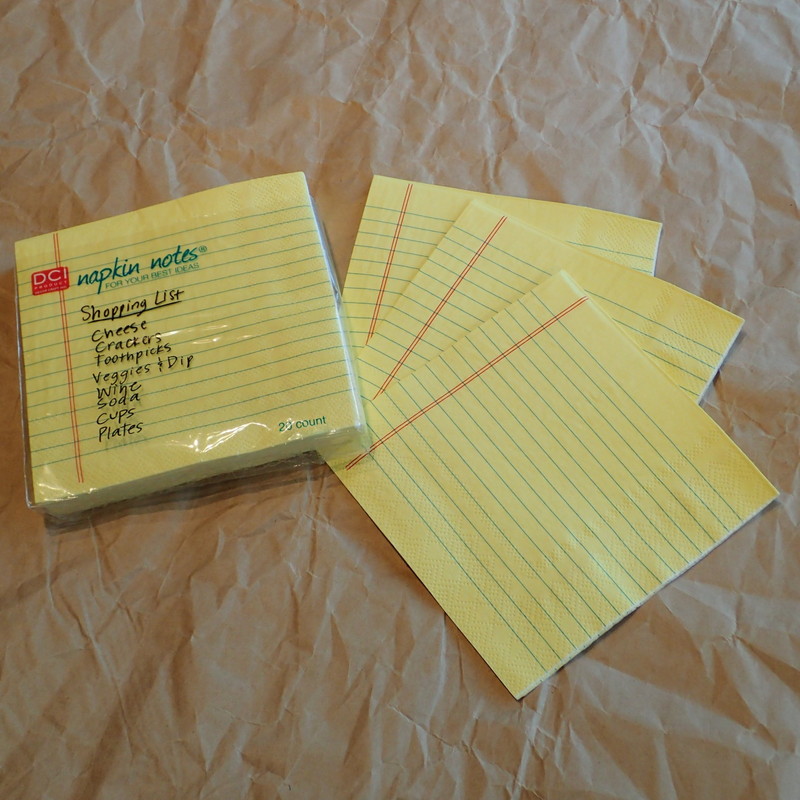 DCI
PRODUCT
napkin notes®
FOR YOUR BEST IDEAS
Shopping List
Cheese
Crackers
Toothpicks
Veggies & Dip
Wine
Soda
Cups
Plates
count